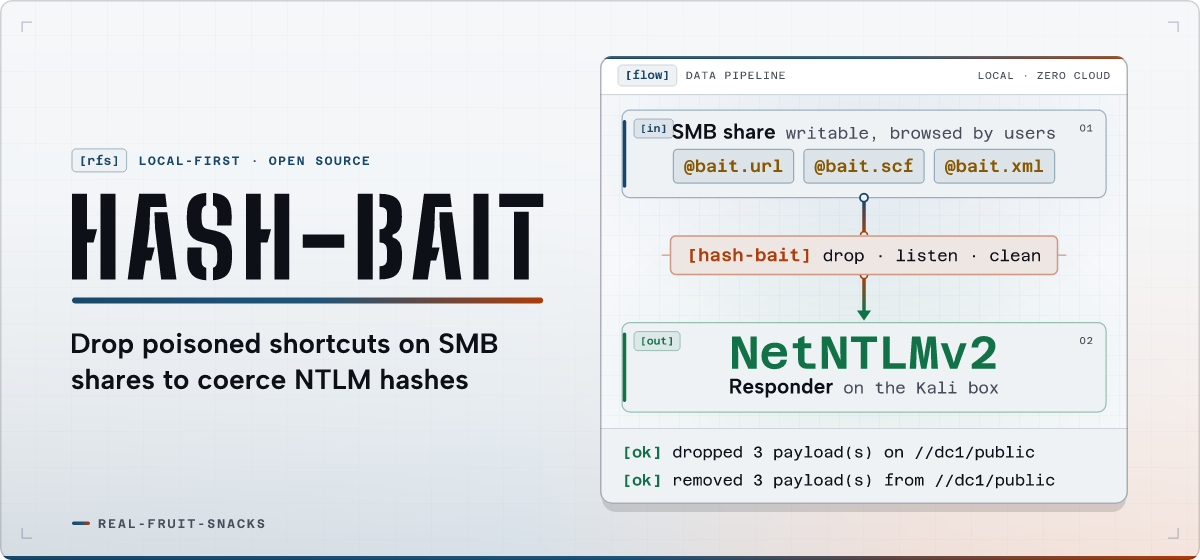 [rfs] LOCAL-FIRST · OPEN SOURCE
HASH-BAIT
Drop poisoned shortcuts on SMB
shares to coerce NTLM hashes
REAL-FRUIT-SNACKS
[flow] DATA PIPELINE
LOCAL · ZERO CLOUD
[in] SMB share writable, browsed by users 01
@bait.url @bait.scf @bait.xml
[hash-bait] drop · listen · clean
[out] NetNTLMv2 02
Responder on the Kali box
[ok] dropped 3 payload(s) on //dc1/public
[ok] removed 3 payload(s) from //dc1/public